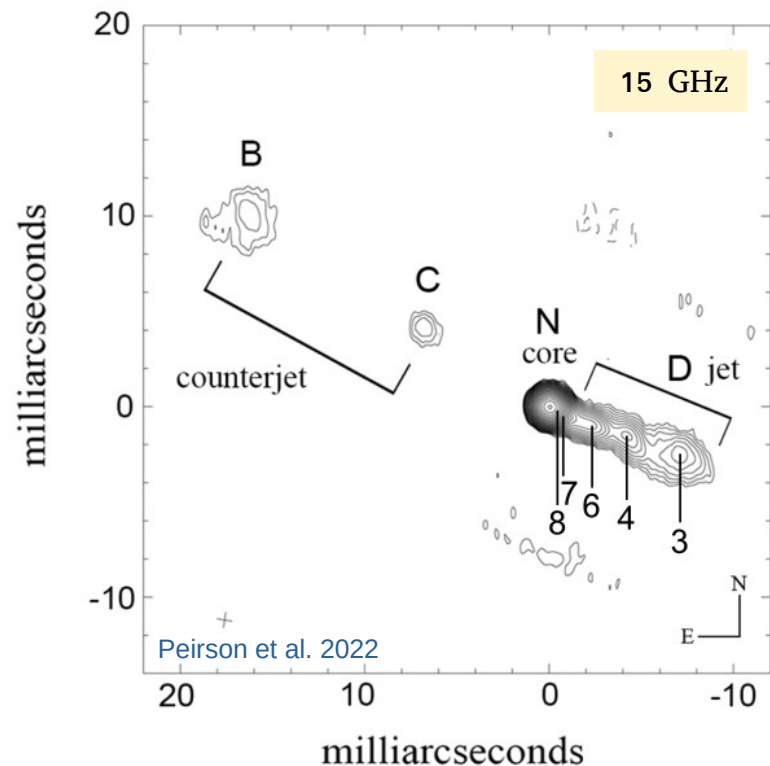 20
15 GHz
B
10
C
N
core
D jet
counterjet
0
7
6
4
8
3
-10
N
E
Peirson et al. 2022
20
10
0
-10
milliarcseconds
milliarcseconds